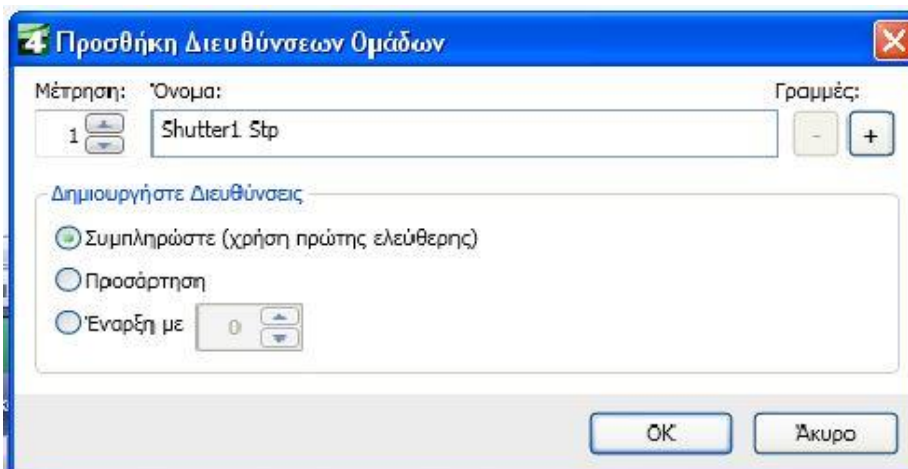 4 Προσθήκη Διευθύνσεων Ομάδων
Μέτρηση: Όνομα: Γραμμές:
1 Shutter1 Stp - +
Δημιουργήστε Διευθύνσεις
Συμπληρώστε (χρήση πρώτης ελεύθερης)
Προσάρτηση
Έναρξη με 0
OK Άκυρο